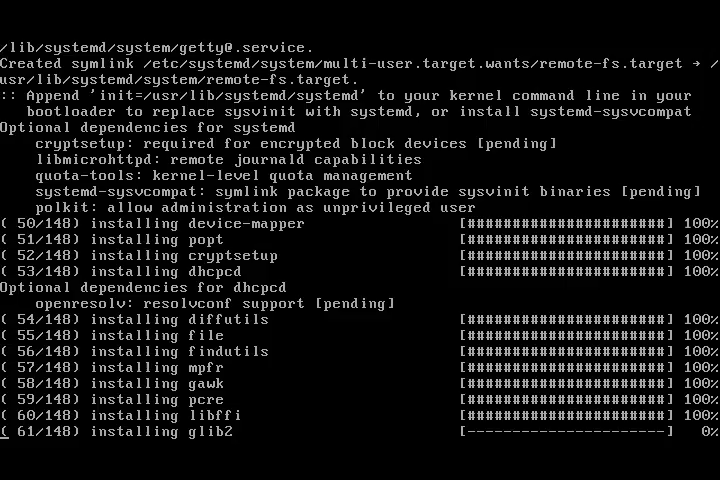 /lib/systemd/system/getty@.service.
Created symlink /etc/systemd/system/multi-user.target.wants/remote-fs.target → /
usr/lib/systemd/system/remote-fs.target.
:: Append 'init=/usr/lib/systemd/systemd' to your kernel command line in your
   bootloader to replace sysvinit with systemd, or install systemd-sysvcompat
Optional dependencies for systemd
    cryptsetup: required for encrypted block devices [pending]
    libmicrohttpd: remote journald capabilities
    quota-tools: kernel-level quota management
    systemd-sysvcompat: symlink package to provide sysvinit binaries [pending]
    polkit: allow administration as unprivileged user
( 50/148) installing device-mapper                 [######################] 100%
( 51/148) installing popt                          [######################] 100%
( 52/148) installing cryptsetup                    [######################] 100%
( 53/148) installing dhcpcd                        [######################] 100%
Optional dependencies for dhcpcd
    openresolv: resolvconf support [pending]
( 54/148) installing diffutils                     [######################] 100%
( 55/148) installing file                          [######################] 100%
( 56/148) installing findutils                     [######################] 100%
( 57/148) installing mpfr                          [######################] 100%
( 58/148) installing gawk                          [######################] 100%
( 59/148) installing pcre                          [######################] 100%
( 60/148) installing libffi                        [######################] 100%
( 61/148) installing glib2                         [----------------------]   0%